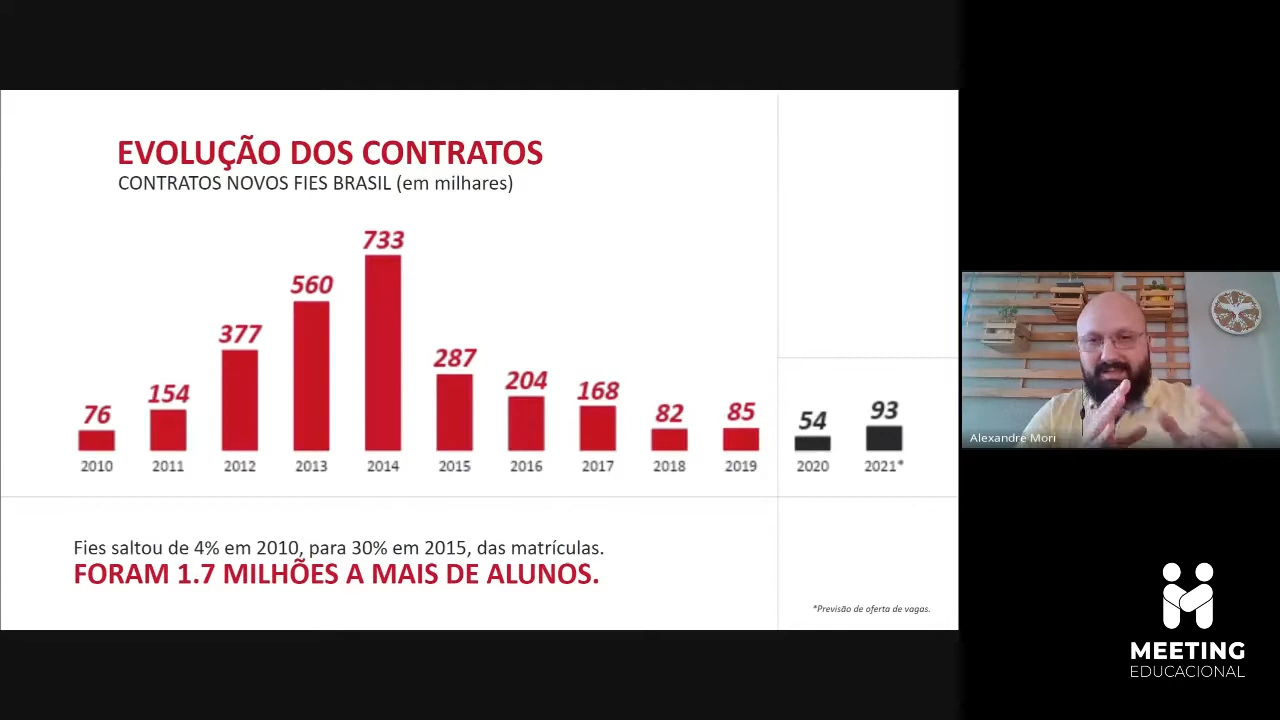 EVOLUÇÃO DOS CONTRATOS
CONTRATOS NOVOS FIES BRASIL (em milhares)
76 154 377 560 733 287 204 168 82 85 54 93
2010 2011 2012 2013 2014 2015 2016 2017 2018 2019 2020 2021*
Fies saltou de 4% em 2010, para 30% em 2015, das matrículas.
FORAM 1.7 MILHÕES A MAIS DE ALUNOS.
*Previsão de oferta de vagas.
Alexandre Mori
MEETING
EDUCACIONAL